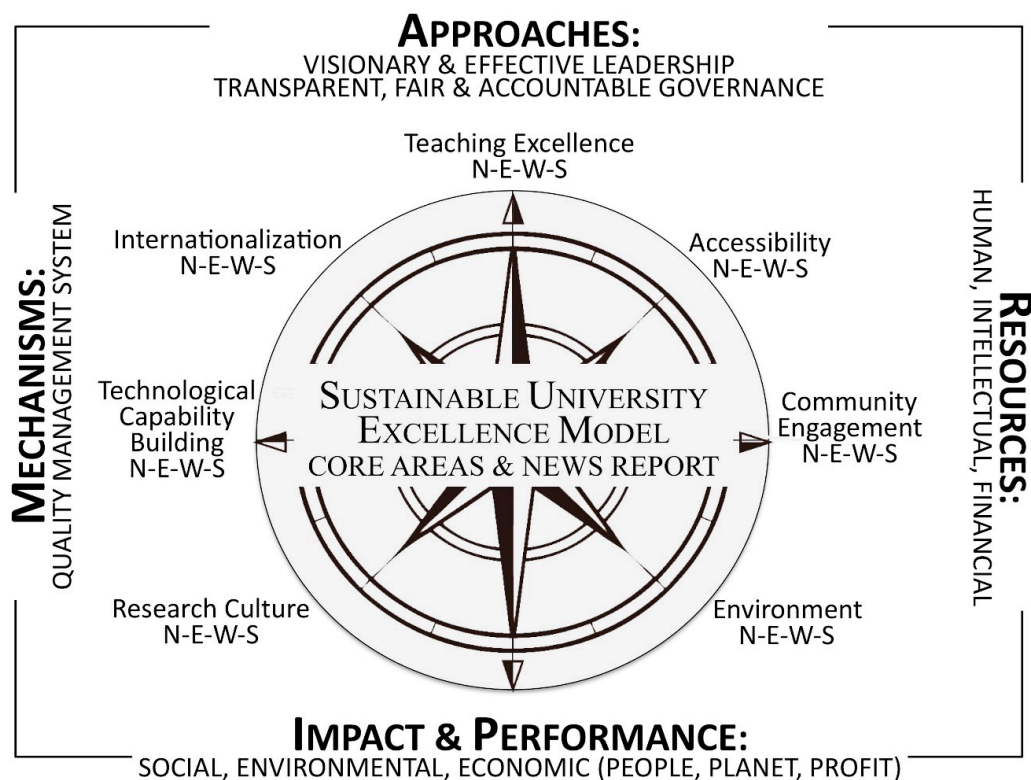 APPROACHES:
VISIONARY & EFFECTIVE LEADERSHIP
TRANSPARENT, FAIR & ACCOUNTABLE GOVERNANCE
Teaching Excellence
N-E-W-S
Internationalization
N-E-W-S
Accessibility
N-E-W-S
MECHANISMS:
QUALITY MANAGEMENT SYSTEM
RESOURCES:
HUMAN, INTELLECTUAL, FINANCIAL
Technological
Capability
Building
N-E-W-S
SUSTAINABLE UNIVERSITY
EXCELLENCE MODEL
CORE AREAS & NEWS REPORT
Community
Engagement
N-E-W-S
Research Culture
N-E-W-S
Environment
N-E-W-S
IMPACT & PERFORMANCE:
SOCIAL, ENVIRONMENTAL, ECONOMIC (PEOPLE, PLANET, PROFIT)